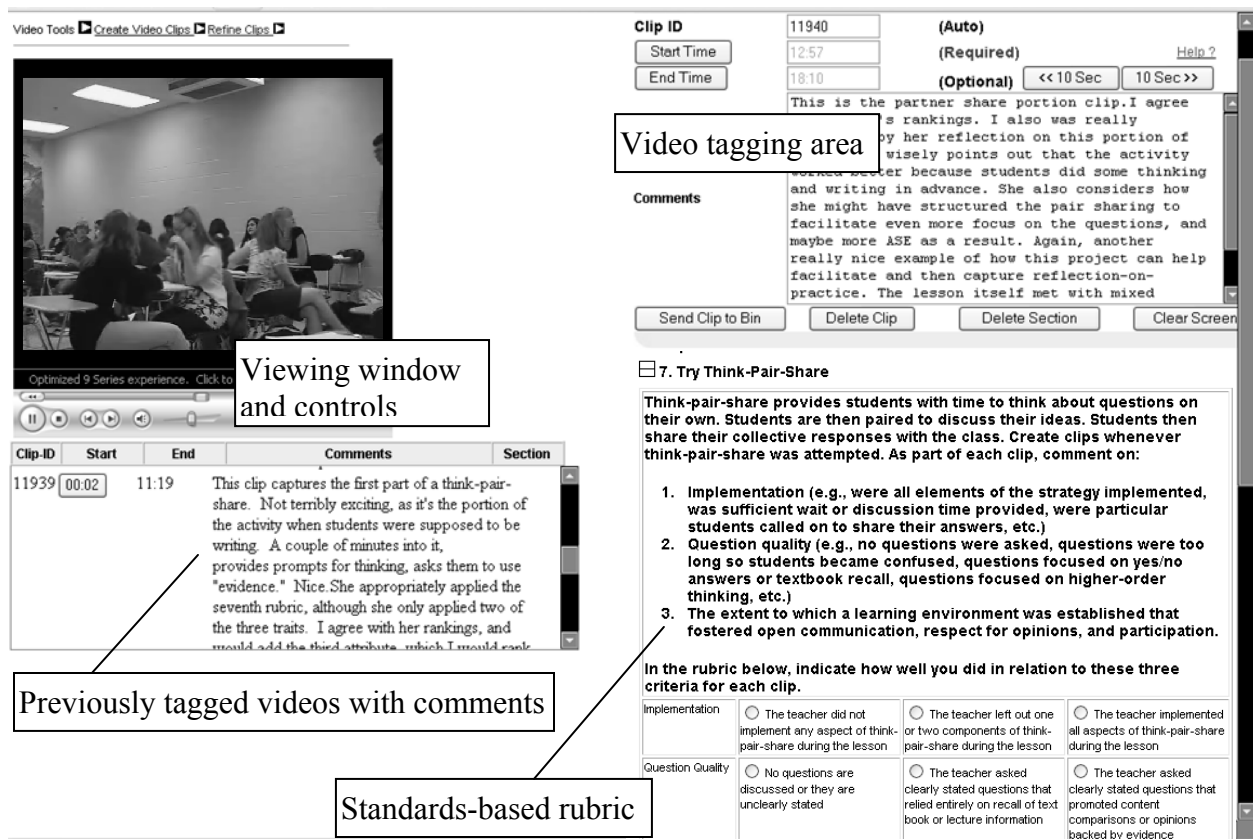 Video Tools Create Video Clips Refine Clips
Optimized 9 Series experience. Click to
Viewing window
and controls
Clip-ID Start End Comments Section
11939 00:02 11:19 This clip captures the first part of a think-pair-
share. Not terribly exciting, as it's the portion of
the activity when students were supposed to be
writing. A couple of minutes into it,
provides prompts for thinking, asks them to use
"evidence." Nice.She appropriately applied the
seventh rubric, although she only applied two of
the three traits. I agree with her rankings, and
would add the third attribute, which I would rank
Previously tagged videos with comments
Clip ID 11940 (Auto)
Start Time 12:57 (Required) Help ?
End Time 18:10 (Optional) << 10 Sec 10 Sec >>
Video tagging area
Comments
This is the partner share portion clip.I agree
's rankings. I also was really
by her reflection on this portion of
wisely points out that the activity
worked better because students did some thinking
and writing in advance. She also considers how
she might have structured the pair sharing to
facilitate even more focus on the questions, and
maybe more ASE as a result. Again, another
really nice example of how this project can help
facilitate and then capture reflection-on-
practice. The lesson itself met with mixed
Send Clip to Bin Delete Clip Delete Section Clear Screen
7. Try Think-Pair-Share
Think-pair-share provides students with time to think about questions on
their own. Students are then paired to discuss their ideas. Students then
share their collective responses with the class. Create clips whenever
think-pair-share was attempted. As part of each clip, comment on:
1. Implementation (e.g., were all elements of the strategy implemented,
was sufficient wait or discussion time provided, were particular
students called on to share their answers, etc.)
2. Question quality (e.g., no questions were asked, questions were too
long so students became confused, questions focused on yes/no
answers or textbook recall, questions focused on higher-order
thinking, etc.)
3. The extent to which a learning environment was established that
fostered open communication, respect for opinions, and participation.
In the rubric below, indicate how well you did in relation to these three
criteria for each clip.
Implementation
The teacher did not
implement any aspect of think-
pair-share during the lesson
The teacher left out one
or two components of think-
pair-share during the lesson
The teacher implemented
all aspects of think-pair-share
during the lesson
Question Quality
No questions are
discussed or they are
unclearly stated
The teacher asked
clearly stated questions that
relied entirely on recall of text
book or lecture information
The teacher asked
clearly stated questions that
promoted content
comparisons or opinions
backed by evidence
Standards-based rubric